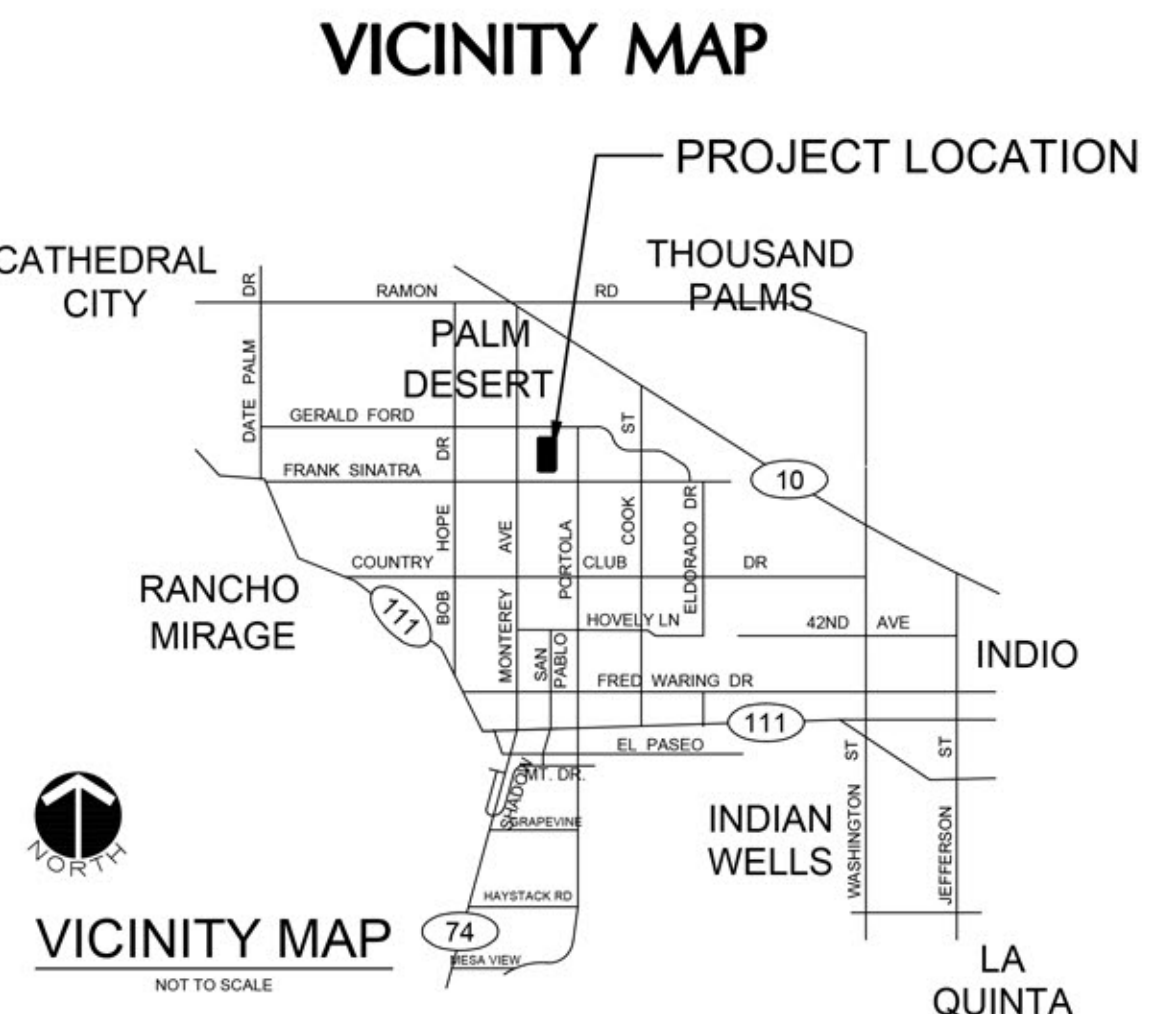 VICINITY MAP
PROJECT LOCATION
CATHEDRAL
CITY
THOUSAND
PALMS
DATE PALM DR
RAMON RD
PALM
DESERT
GERALD FORD
FRANK SINATRA
BOB HOPE DR
MONTEREY AVE
PORTOLA
COOK ST
ELDORADO DR
10
COUNTRY CLUB DR
RANCHO
MIRAGE
111
SAN
PABLO
HOVELY LN
42ND AVE
INDIO
FRED WARING DR
111
EL PASEO
SHADOW
MT. DR.
GRAPEVINE
HAYSTACK RD
74
MESA VIEW
INDIAN
WELLS
WASHINGTON ST
JEFFERSON ST
LA
QUINTA
NORTH
VICINITY MAP
NOT TO SCALE